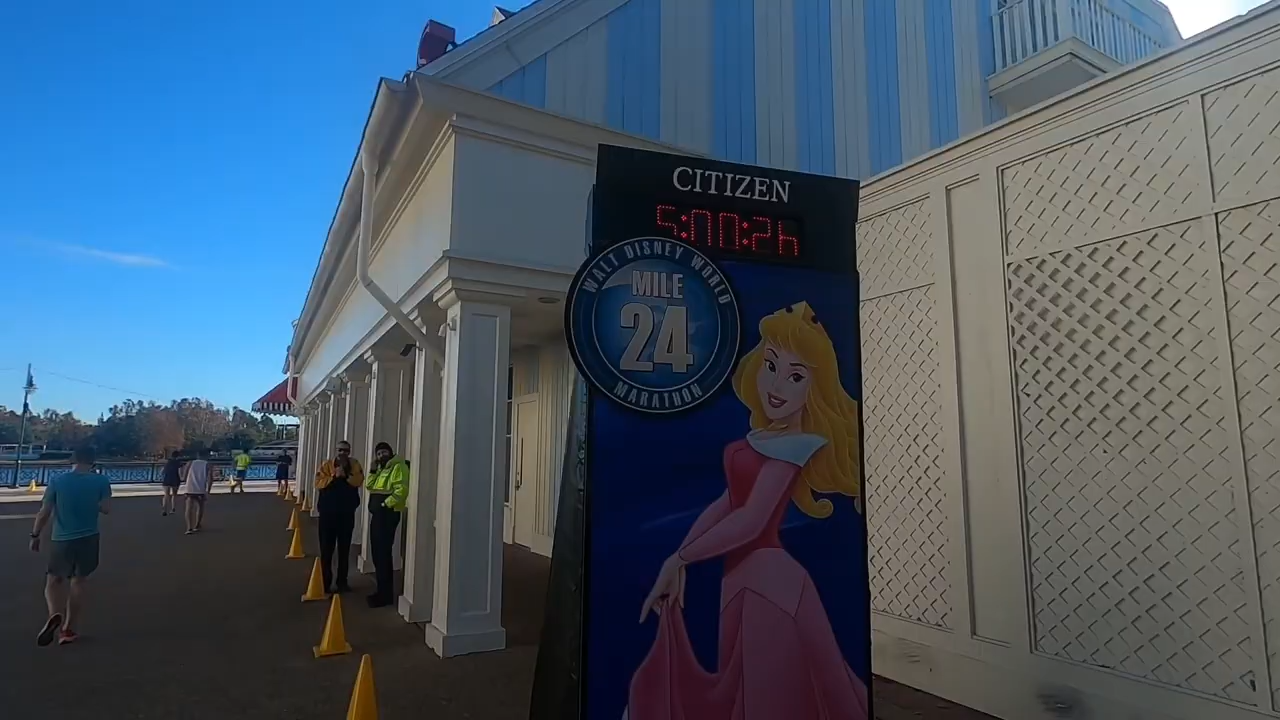 CITIZEN
5:00:26
WALT DISNEY WORLD
MILE
24
MARATHON